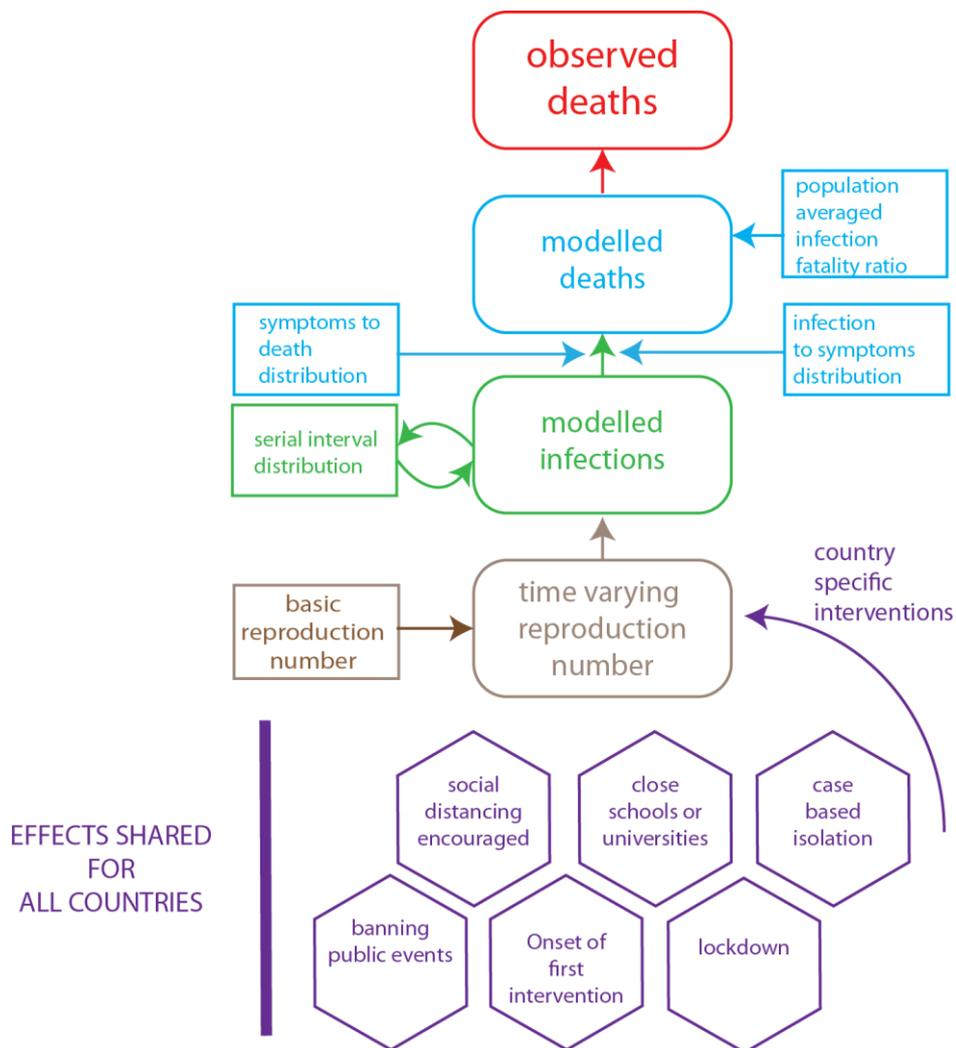 observed
deaths
modelled
deaths
population
averaged
infection
fatality ratio
symptoms to
death
distribution
infection
to symptoms
distribution
serial interval
distribution
modelled
infections
country
specific
interventions
basic
reproduction
number
time varying
reproduction
number
EFFECTS SHARED
FOR
ALL COUNTRIES
social
distancing
encouraged
close
schools or
universities
case
based
isolation
banning
public events
Onset of
first
intervention
lockdown